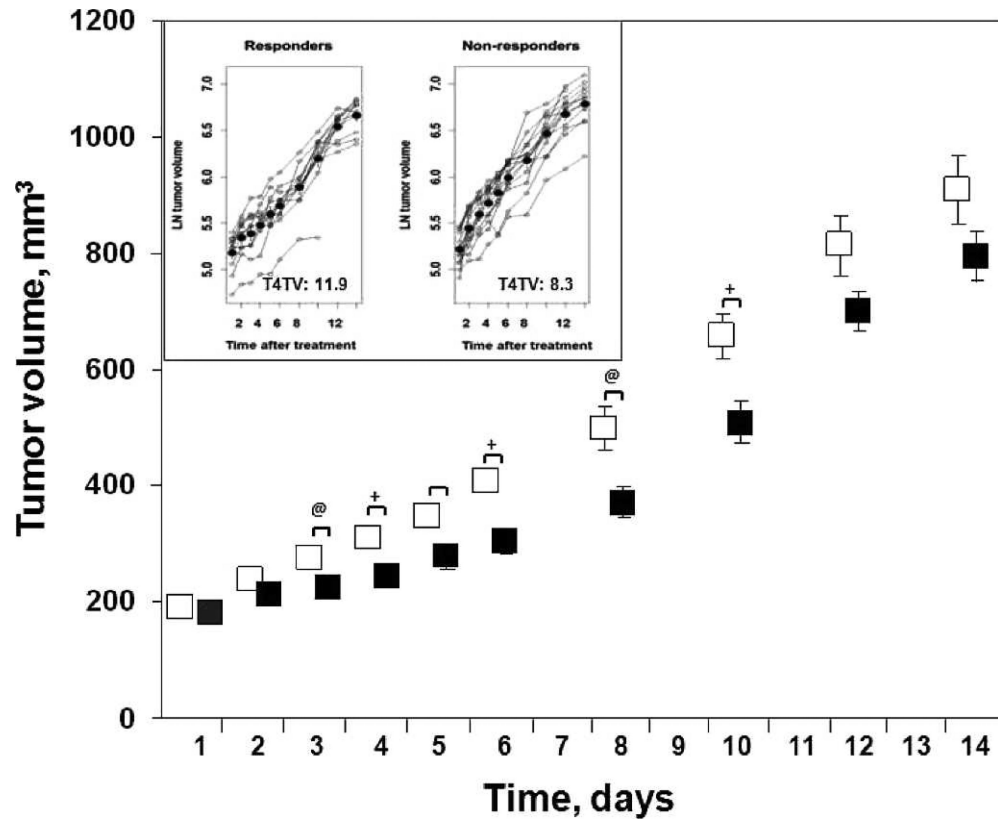 1200
1000
800
600
400
200
0
Tumor volume, mm³
Responders
Non-responders
LN tumor volume
7.0
6.5
6.0
5.5
5.0
T4TV: 11.9
2 4 6 8 12
Time after treatment
LN tumor volume
7.0
6.5
6.0
5.5
5.0
T4TV: 8.3
2 4 6 8 12
Time after treatment
@
+
+
@
+
1 2 3 4 5 6 7 8 9 10 11 12 13 14
Time, days